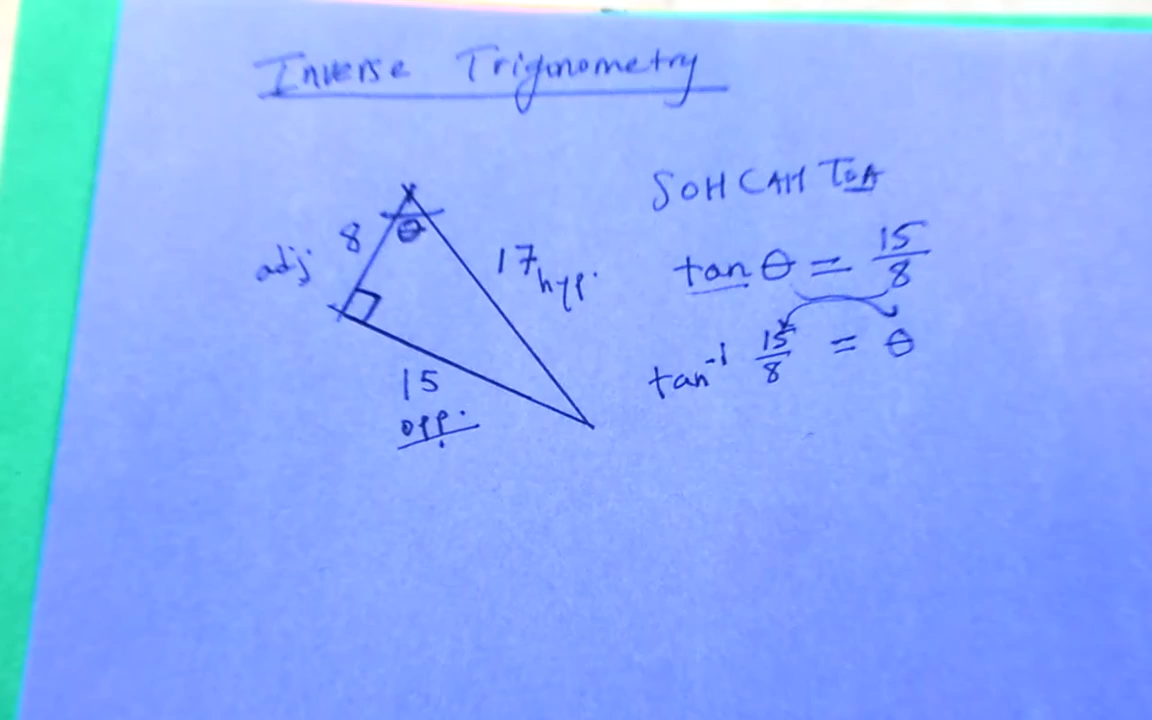 Inverse Trigonometry
SOH CAH TOA
8
θ
adj
17 hyp.
tan θ = 15/8
tan⁻¹ 15/8 = θ
15
opp.